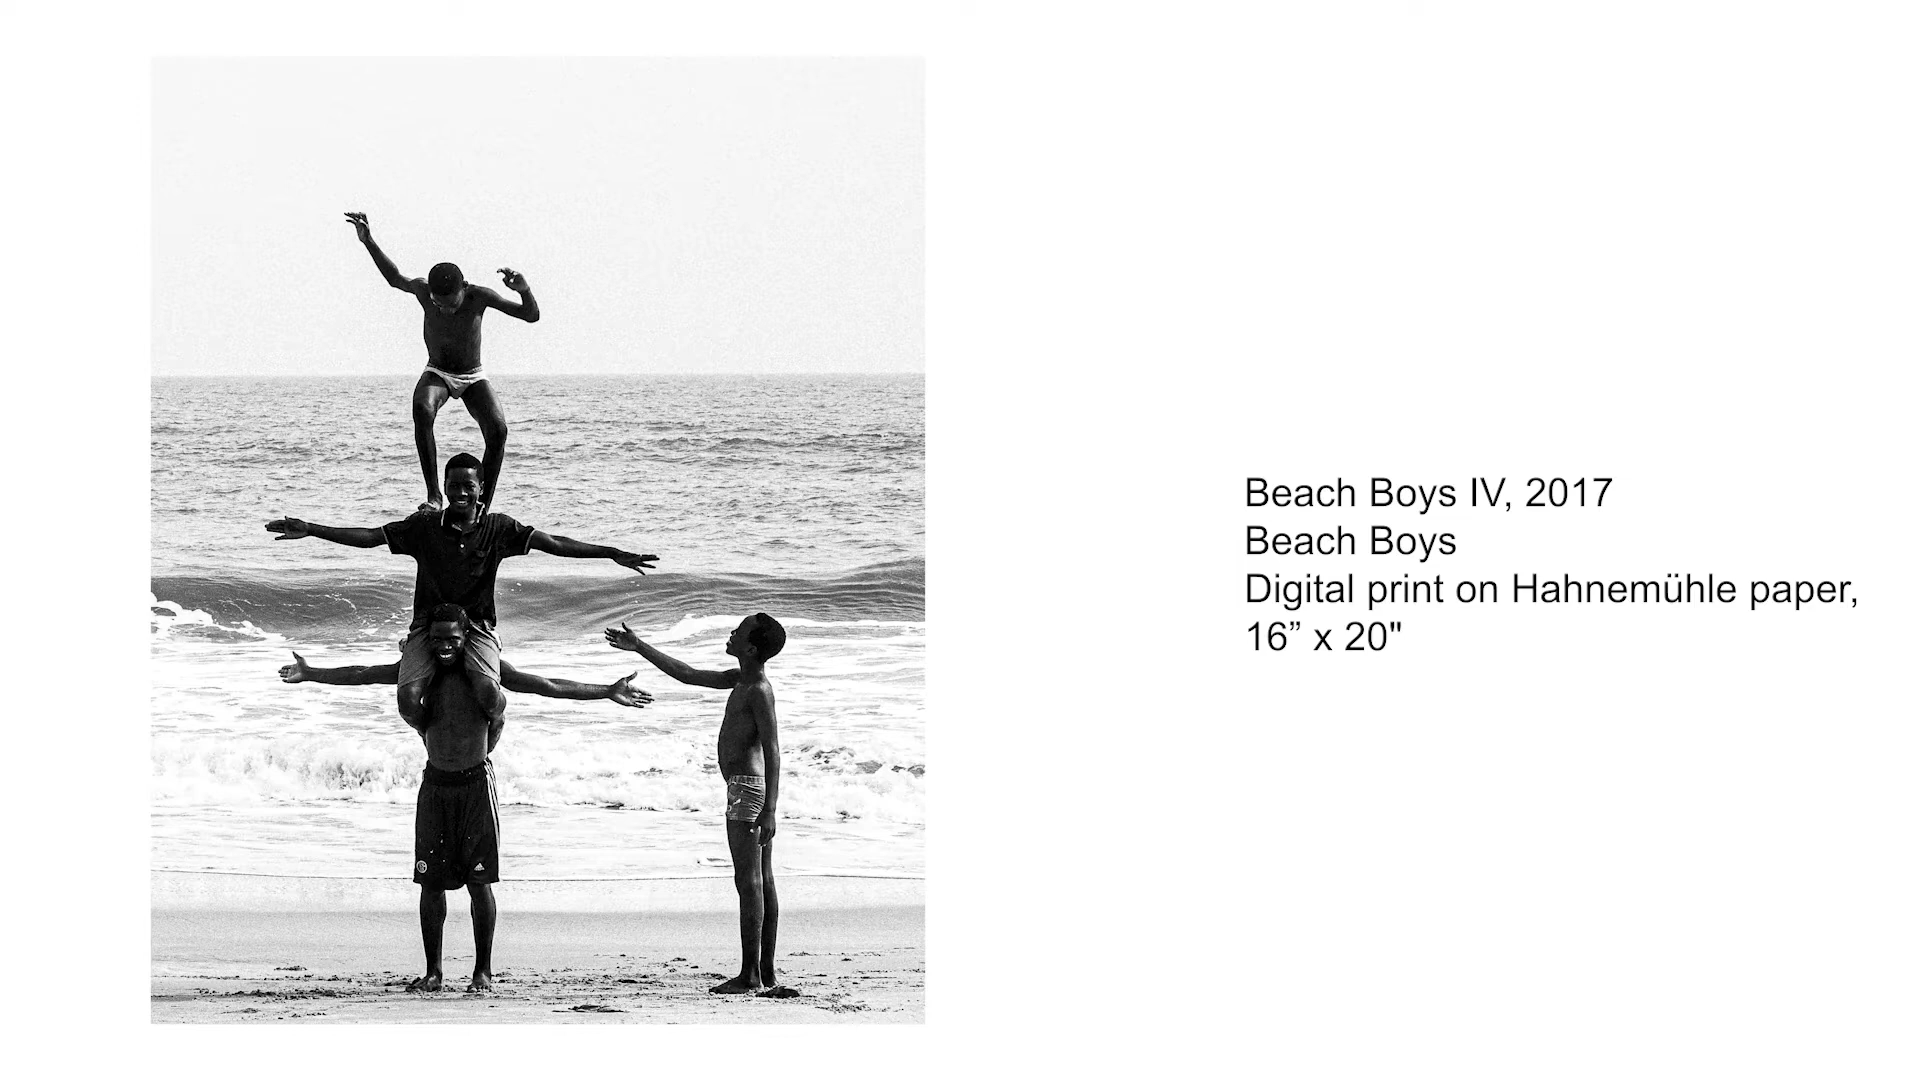 Beach Boys IV, 2017
Beach Boys
Digital print on Hahnemühle paper,
16” x 20"